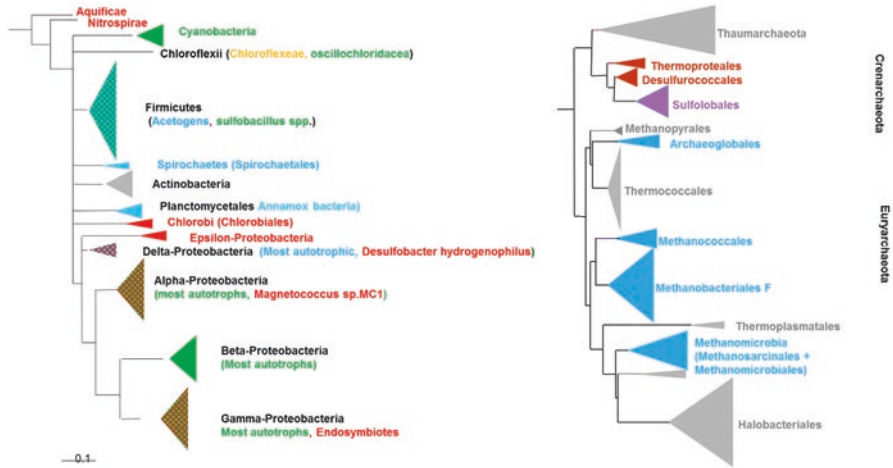 Aquificae
Nitrospirae
Cyanobacteria
Chloroflexii (Chloroflexeae, oscillochloridacea)
Firmicutes
(Acetogens, sulfobacillus spp.)
Spirochaetes (Spirochaetales)
Actinobacteria
Planctomycetales Annamox bacteria)
Chlorobi (Chlorobiales)
Epsilon-Proteobacteria
Delta-Proteobacteria (Most autotrophic, Desulfobacter hydrogenophilus)
Alpha-Proteobacteria
(most autotrophs, Magnetococcus sp.MC1)
Beta-Proteobacteria
(Most autotrophs)
Gamma-Proteobacteria
Most autotrophs, Endosymbiotes
0.1
Thaumarchaeota
Thermoproteales
Desulfurococcales
Sulfolobales
Methanopyrales
Archaeoglobales
Thermococcales
Methanococcales
Methanobacteriales F
Thermoplasmatales
Methanomicrobia
(Methanosarcinales +
Methanomicrobiales)
Halobacteriales
Crenarchaeota
Euryarchaeota